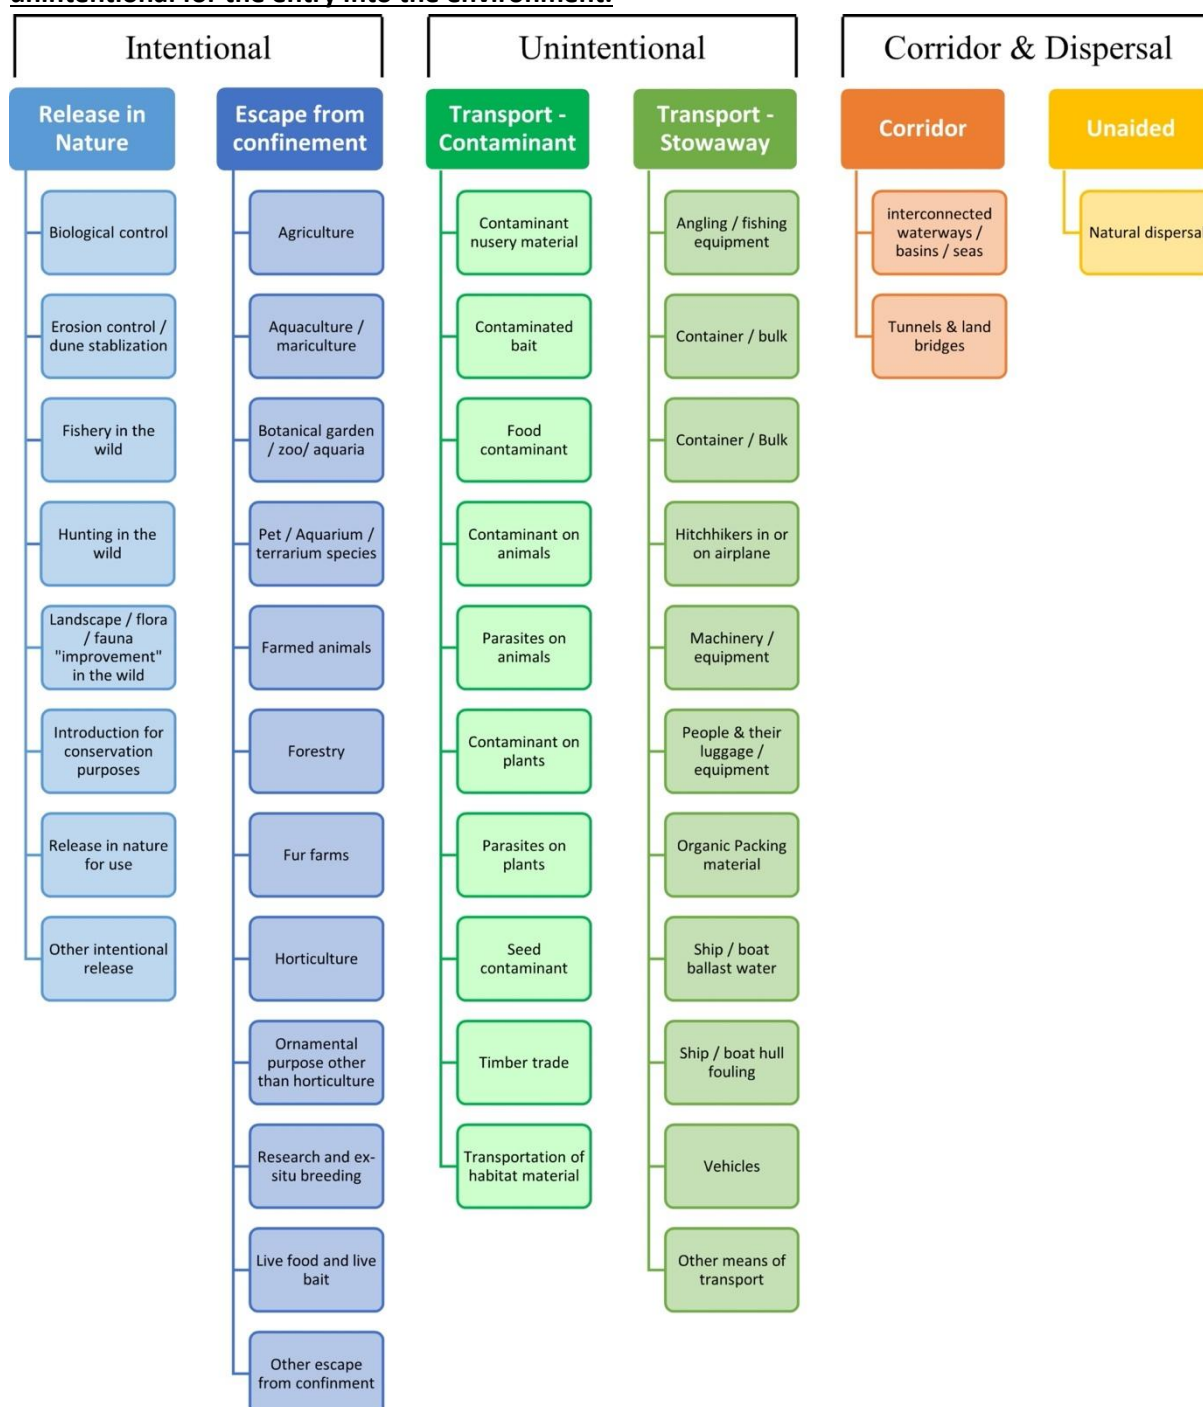 unintentional for the entry into the environment.
Intentional
Unintentional
Corridor & Dispersal
Release in
Nature
Biological control
Erosion control /
dune stablization
Fishery in the
wild
Hunting in the
wild
Landscape / flora
/ fauna
"improvement"
in the wild
Introduction for
conservation
purposes
Release in nature
for use
Other intentional
release
Escape from
confinement
Agriculture
Aquaculture /
mariculture
Botanical garden
/ zoo/ aquaria
Pet / Aquarium /
terrarium species
Farmed animals
Forestry
Fur farms
Horticulture
Ornamental
purpose other
than horticulture
Research and ex-
situ breeding
Live food and live
bait
Other escape
from confinment
Transport -
Contaminant
Contaminant
nusery material
Contaminated
bait
Food
contaminant
Contaminant on
animals
Parasites on
animals
Contaminant on
plants
Parasites on
plants
Seed
contaminant
Timber trade
Transportation of
habitat material
Transport -
Stowaway
Angling / fishing
equipment
Container / bulk
Container / Bulk
Hitchhikers in or
on airplane
Machinery /
equipment
People & their
luggage /
equipment
Organic Packing
material
Ship / boat
ballast water
Ship / boat hull
fouling
Vehicles
Other means of
transport
Corridor
interconnected
waterways /
basins / seas
Tunnels & land
bridges
Unaided
Natural dispersal